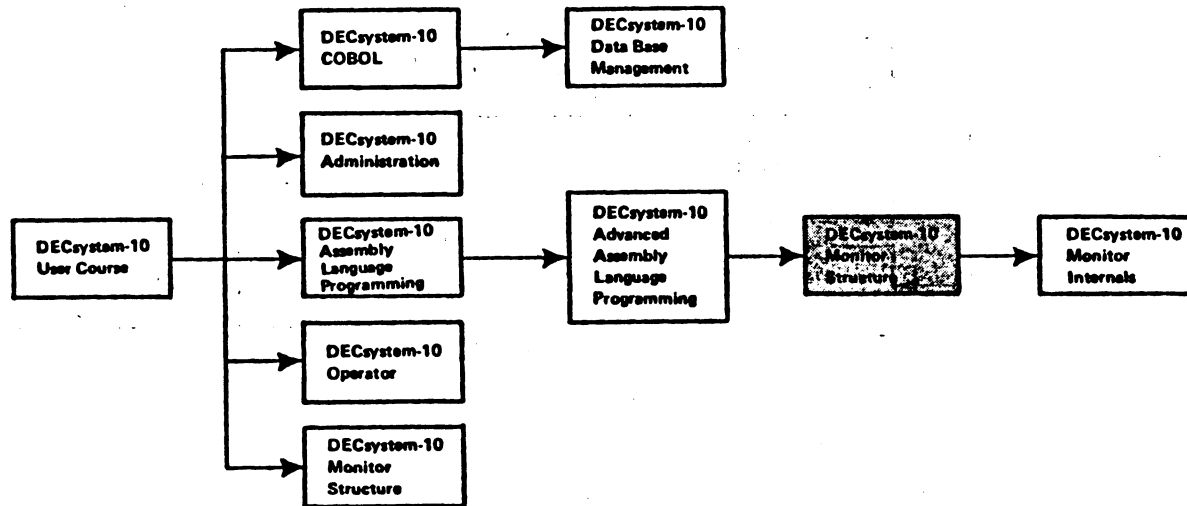 DECsystem-10
COBOL
DECsystem-10
Data Base
Management
DECsystem-10
Administration
DECsystem-10
User Course
DECsystem-10
Assembly
Language
Programming
DECsystem-10
Advanced
Assembly
Language
Programming
DECsystem-10
Monitor
Structure
DECsystem-10
Monitor
Internals
DECsystem-10
Operator
DECsystem-10
Monitor
Structure